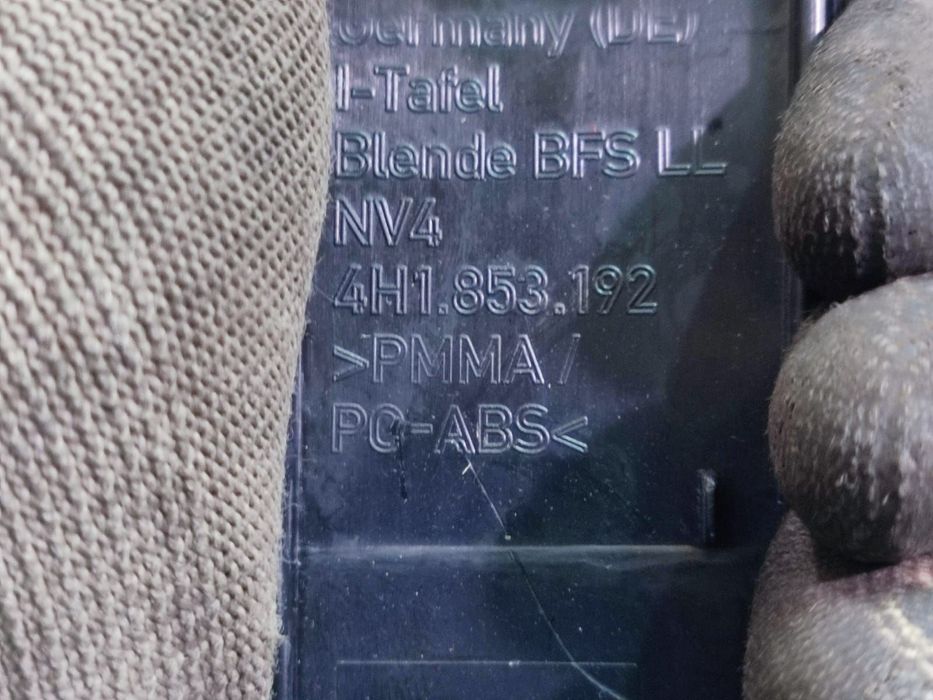 Germany (DE)
I-Tafel
Blende BFS LL
NV4
4H1.853.192
>PMMA/
PC-ABS<